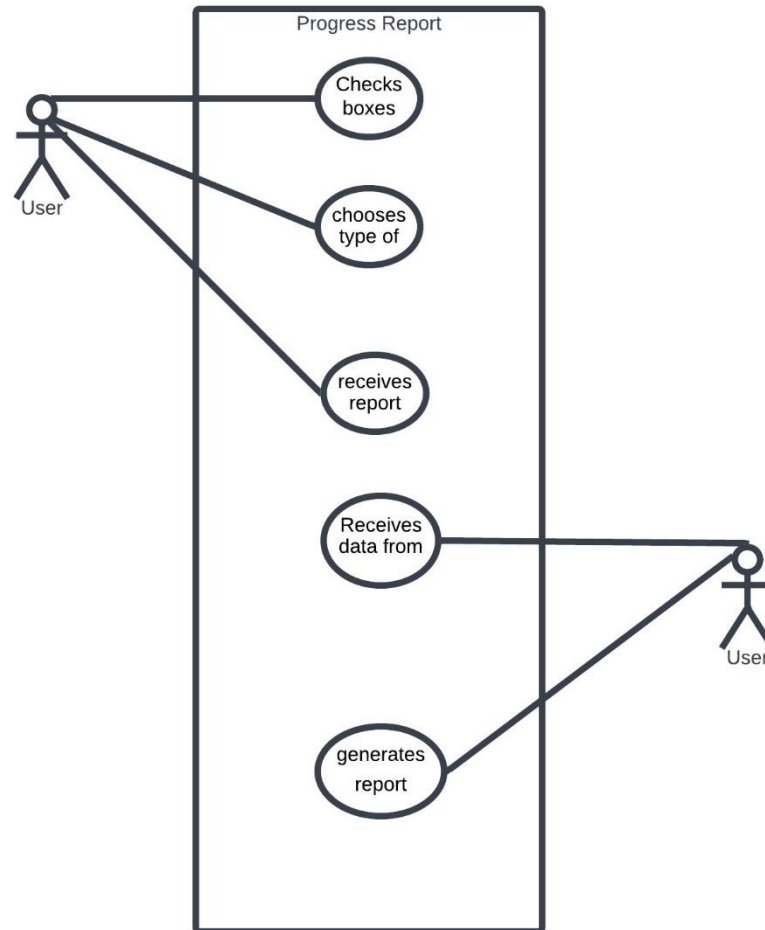 Progress Report
Checks
boxes
User
chooses
type of
receives
report
Receives
data from
User
generates
report